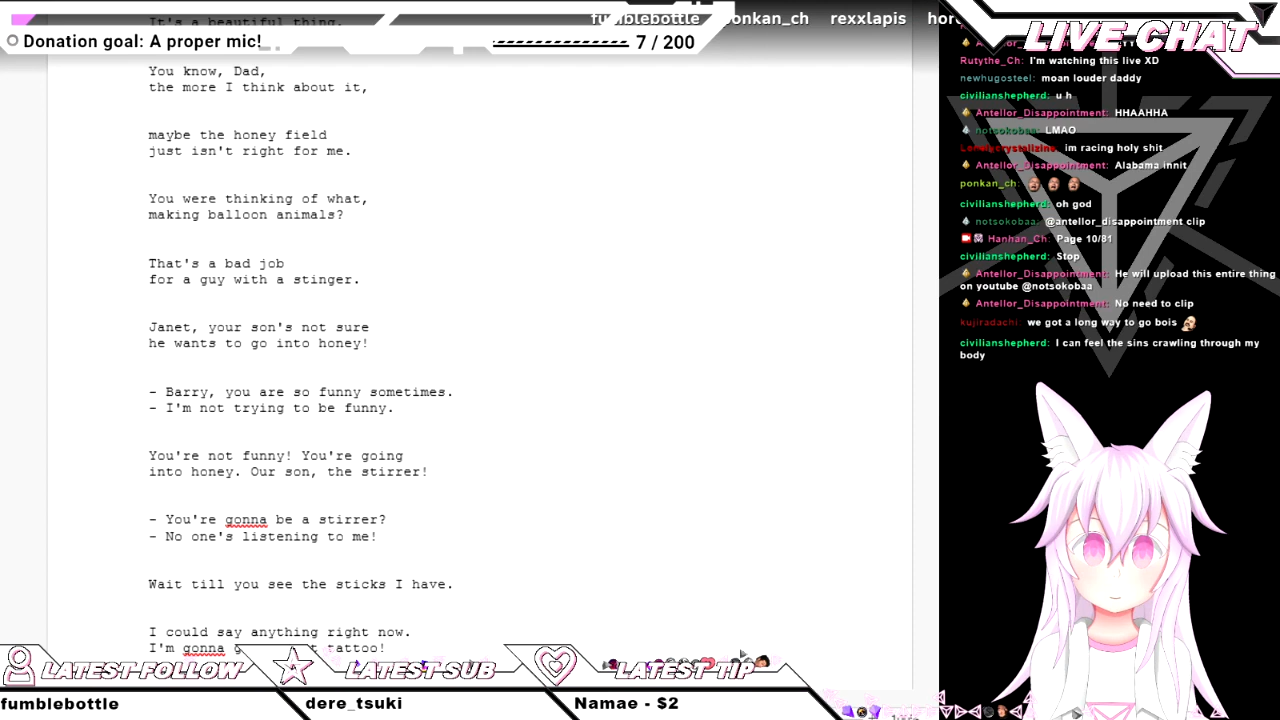 It's a beautiful thing.
fumblebottle ponkan_ch rexxlapis
Donation goal: A proper mic!
7 / 200
You know, Dad,
the more I think about it,
maybe the honey field
just isn't right for me.
You were thinking of what,
making balloon animals?
That's a bad job
for a guy with a stinger.
Janet, your son's not sure
he wants to go into honey!
- Barry, you are so funny sometimes.
- I'm not trying to be funny.
You're not funny! You're going
into honey. Our son, the stirrer!
- You're gonna be a stirrer?
- No one's listening to me!
Wait till you see the sticks I have.
I could say anything right now.
I'm gonna tattoo!
LATEST FOLLOW
fumblebottle
LATEST SUB
dere_tsuki
LATEST TIP
Namae - $2
LIVE CHAT
Rutythe_Ch: I'm watching this live XD
newhugosteel: moan louder daddy
civilianshepherd: u h
Antellor_Disappointment: HHAAHHA
notsokobaa: LMAO
im racing holy shit
Antellor_Disappointment: Alabama innit
ponkan_ch:
civilianshepherd: oh god
notsokobaa: @antellor_disappointment clip
Hanhan_Ch: Page 10/81
civilianshepherd: Stop
Antellor_Disappointment: He will upload this entire thing
on youtube @notsokobaa
Antellor_Disappointment: No need to clip
kujiradachi: we got a long way to go bois
civilianshepherd: I can feel the sins crawling through my
body